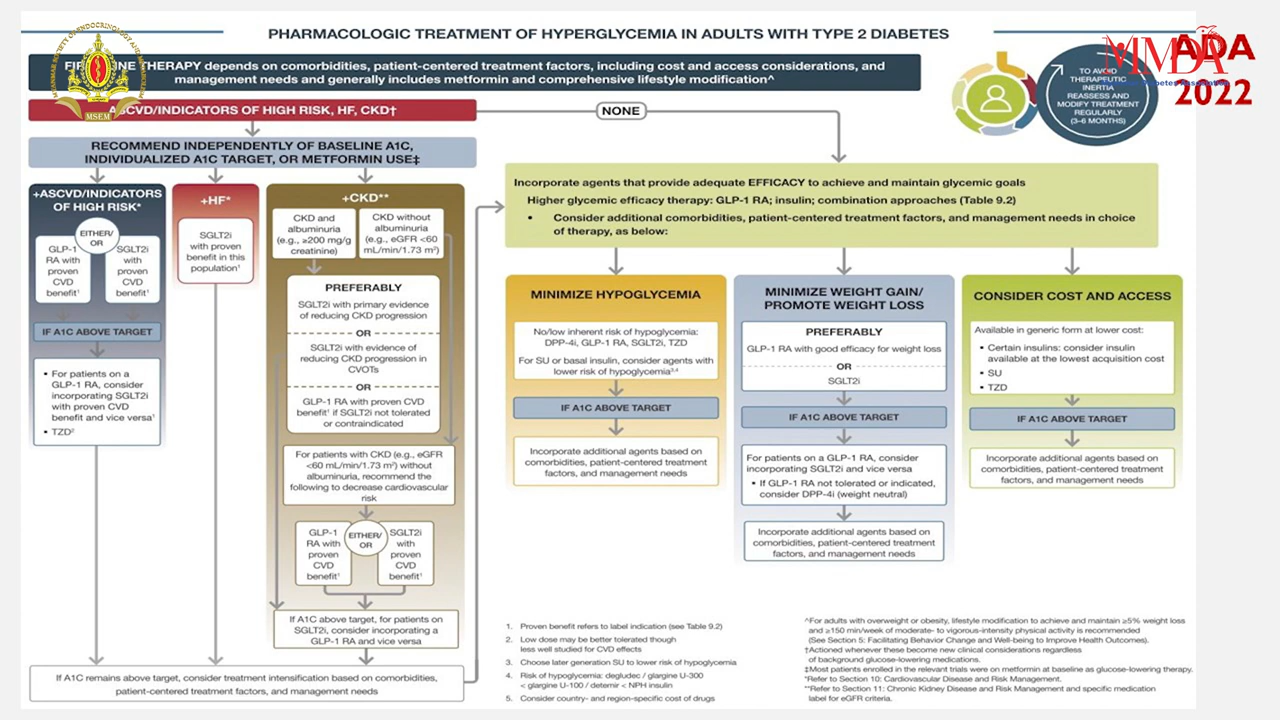 PHARMACOLOGIC TREATMENT OF HYPERGLYCEMIA IN ADULTS WITH TYPE 2 DIABETES
MSEM
MMDA
ADA
2022
THERAPY depends on comorbidities, patient-centered treatment factors, including cost and access considerations, and
management needs and generally includes metformin and comprehensive lifestyle modification^
TO AVOID
THERAPEUTIC
INERTIA
REASSESS AND
MODIFY TREATMENT
REGULARLY
(3–6 MONTHS)
ASCVD/INDICATORS OF HIGH RISK, HF, CKD†
NONE
RECOMMEND INDEPENDENTLY OF BASELINE A1C,
INDIVIDUALIZED A1C TARGET, OR METFORMIN USE‡
+ASCVD/INDICATORS
OF HIGH RISK*
EITHER/
OR
GLP-1
RA with
proven
CVD
benefit¹
SGLT2i
with
proven
CVD
benefit¹
IF A1C ABOVE TARGET
▪ For patients on a
GLP-1 RA, consider
incorporating SGLT2i
with proven CVD
benefit and vice versa¹
▪ TZD²
+HF*
SGLT2i
with proven
benefit in this
population¹
+CKD**
CKD and
albuminuria
(e.g., ≥200 mg/g
creatinine)
CKD without
albuminuria
(e.g., eGFR <60
mL/min/1.73 m²)
PREFERABLY
SGLT2i with primary evidence
of reducing CKD progression
OR
SGLT2i with evidence of
reducing CKD progression in
CVOTs
OR
GLP-1 RA with proven CVD
benefit¹ if SGLT2i not tolerated
or contraindicated
For patients with CKD (e.g., eGFR
<60 mL/min/1.73 m²) without
albuminuria, recommend the
following to decrease cardiovascular
risk
GLP-1
RA with
proven
CVD
benefit¹
EITHER/
OR
SGLT2i
with
proven
CVD
benefit¹
If A1C above target, for patients on
SGLT2i, consider incorporating a
GLP-1 RA and vice versa
If A1C remains above target, consider treatment intensification based on comorbidities,
patient-centered treatment factors, and management needs
Incorporate agents that provide adequate EFFICACY to achieve and maintain glycemic goals
Higher glycemic efficacy therapy: GLP-1 RA; insulin; combination approaches (Table 9.2)
• Consider additional comorbidities, patient-centered treatment factors, and management needs in choice
of therapy, as below:
MINIMIZE HYPOGLYCEMIA
No/low inherent risk of hypoglycemia:
DPP-4i, GLP-1 RA, SGLT2i, TZD
For SU or basal insulin, consider agents with
lower risk of hypoglycemia³,⁴
IF A1C ABOVE TARGET
Incorporate additional agents based on
comorbidities, patient-centered treatment
factors, and management needs
MINIMIZE WEIGHT GAIN/
PROMOTE WEIGHT LOSS
PREFERABLY
GLP-1 RA with good efficacy for weight loss
OR
SGLT2i
IF A1C ABOVE TARGET
For patients on a GLP-1 RA, consider
incorporating SGLT2i and vice versa
▪ If GLP-1 RA not tolerated or indicated,
consider DPP-4i (weight neutral)
Incorporate additional agents based on
comorbidities, patient-centered treatment
factors, and management needs
CONSIDER COST AND ACCESS
Available in generic form at lower cost:
▪ Certain insulins: consider insulin
available at the lowest acquisition cost
▪ SU
▪ TZD
IF A1C ABOVE TARGET
Incorporate additional agents based on
comorbidities, patient-centered treatment
factors, and management needs
1. Proven benefit refers to label indication (see Table 9.2)
2. Low dose may be better tolerated though
less well studied for CVD effects
3. Choose later generation SU to lower risk of hypoglycemia
4. Risk of hypoglycemia: degludec / glargine U-300
< glargine U-100 / detemir < NPH insulin
5. Consider country- and region-specific cost of drugs
^For adults with overweight or obesity, lifestyle modification to achieve and maintain ≥5% weight loss
and ≥150 min/week of moderate- to vigorous-intensity physical activity is recommended
(See Section 5: Facilitating Behavior Change and Well-being to Improve Health Outcomes).
†Actioned whenever these become new clinical considerations regardless
of background glucose-lowering medications.
‡Most patients enrolled in the relevant trials were on metformin at baseline as glucose-lowering therapy.
*Refer to Section 10: Cardiovascular Disease and Risk Management.
**Refer to Section 11: Chronic Kidney Disease and Risk Management and specific medication
label for eGFR criteria.